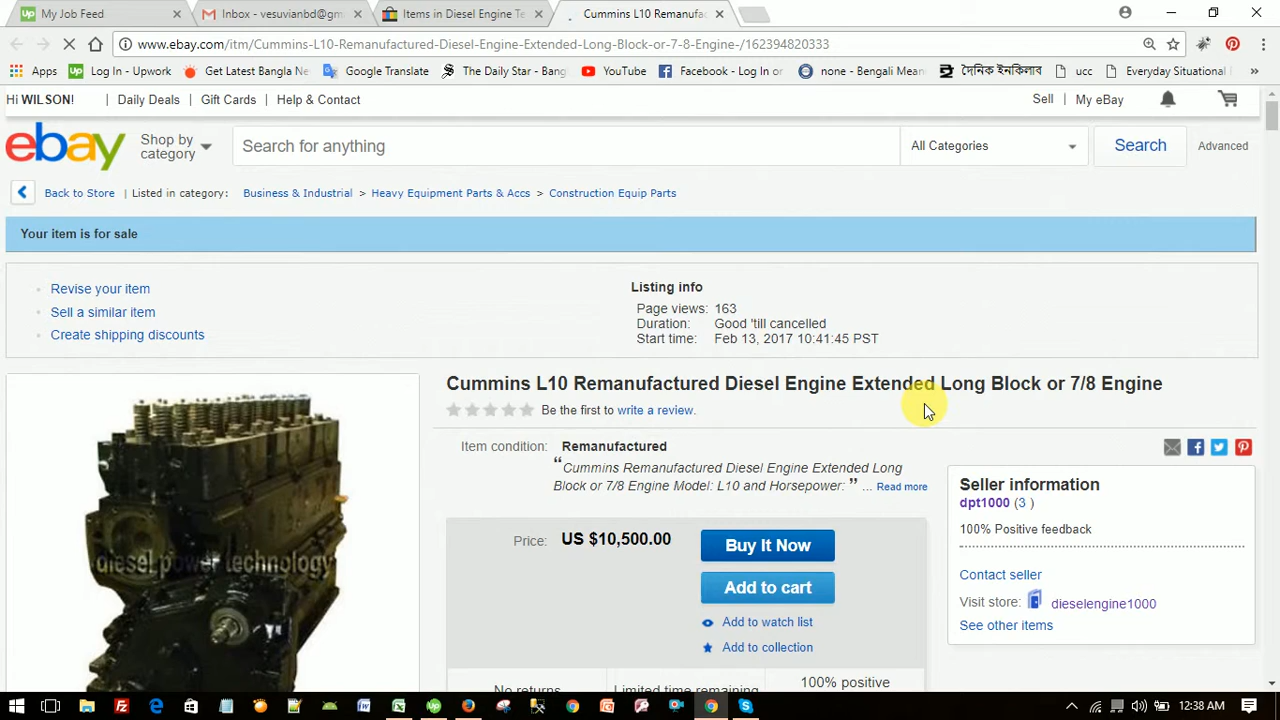 My Job Feed
Inbox - vesuvianbd@gm
Items in Diesel Engine Te
Cummins L10 Remanufa
www.ebay.com/itm/Cummins-L10-Remanufactured-Diesel-Engine-Extended-Long-Block-or-7-8-Engine-/162394820333
Apps
Log In - Upwork
Get Latest Bangla Ne
Google Translate
The Daily Star - Bang
YouTube
Facebook - Log In or
none - Bengali Mean
দৈনিক ইনকিলাব
ucc
Everyday Situational
Hi WILSON!
Daily Deals
Gift Cards
Help & Contact
Sell
My eBay
ebay
Shop by category
Search for anything
All Categories
Search
Advanced
Back to Store
Listed in category: Business & Industrial > Heavy Equipment Parts & Accs > Construction Equip Parts
Your item is for sale
Revise your item
Sell a similar item
Create shipping discounts
Listing info
Page views: 163
Duration: Good 'till cancelled
Start time: Feb 13, 2017 10:41:45 PST
diesel power technology
Cummins L10 Remanufactured Diesel Engine Extended Long Block or 7/8 Engine
Be the first to write a review.
Item condition: Remanufactured
“Cummins Remanufactured Diesel Engine Extended Long
Block or 7/8 Engine Model: L10 and Horsepower: ” ... Read more
Price: US $10,500.00
Buy It Now
Add to cart
Add to watch list
Add to collection
No returns
Limited time remaining
100% positive
Seller information
dpt1000 (3 )
100% Positive feedback
Contact seller
Visit store: dieselengine1000
See other items
12:38 AM